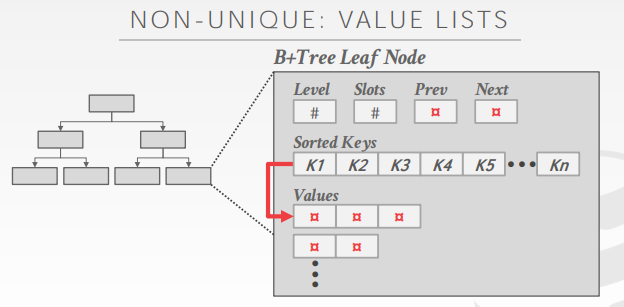 NON-UNIQUE: VALUE LISTS
B+Tree Leaf Node
Level Slots Prev Next
# # ¤ ¤
Sorted Keys
K1 K2 K3 K4 K5 ••• Kn
Values
¤ ¤ ¤
¤ ¤